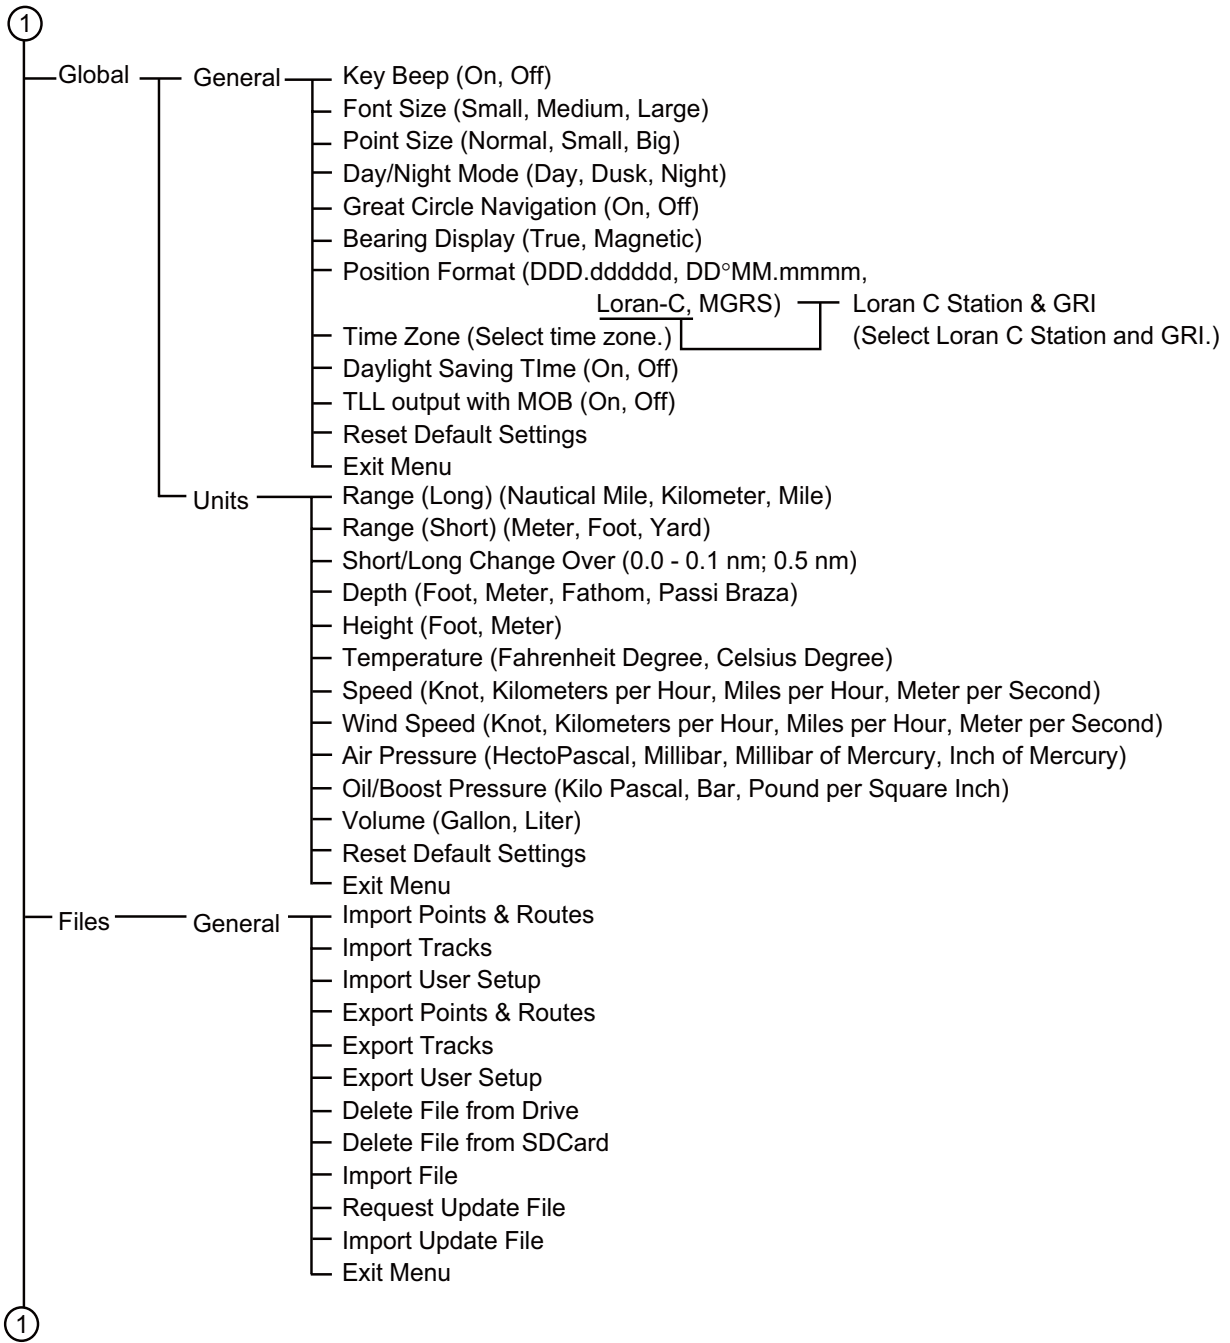 1
Global General Key Beep (On, Off)
Font Size (Small, Medium, Large)
Point Size (Normal, Small, Big)
Day/Night Mode (Day, Dusk, Night)
Great Circle Navigation (On, Off)
Bearing Display (True, Magnetic)
Position Format (DDD.dddddd, DD°MM.mmmm,
Loran-C, MGRS) Loran C Station & GRI
Time Zone (Select time zone.) (Select Loran C Station and GRI.)
Daylight Saving TIme (On, Off)
TLL output with MOB (On, Off)
Reset Default Settings
Exit Menu
Units Range (Long) (Nautical Mile, Kilometer, Mile)
Range (Short) (Meter, Foot, Yard)
Short/Long Change Over (0.0 - 0.1 nm; 0.5 nm)
Depth (Foot, Meter, Fathom, Passi Braza)
Height (Foot, Meter)
Temperature (Fahrenheit Degree, Celsius Degree)
Speed (Knot, Kilometers per Hour, Miles per Hour, Meter per Second)
Wind Speed (Knot, Kilometers per Hour, Miles per Hour, Meter per Second)
Air Pressure (HectoPascal, Millibar, Millibar of Mercury, Inch of Mercury)
Oil/Boost Pressure (Kilo Pascal, Bar, Pound per Square Inch)
Volume (Gallon, Liter)
Reset Default Settings
Exit Menu
Files General Import Points & Routes
Import Tracks
Import User Setup
Export Points & Routes
Export Tracks
Export User Setup
Delete File from Drive
Delete File from SDCard
Import File
Request Update File
Import Update File
Exit Menu
1